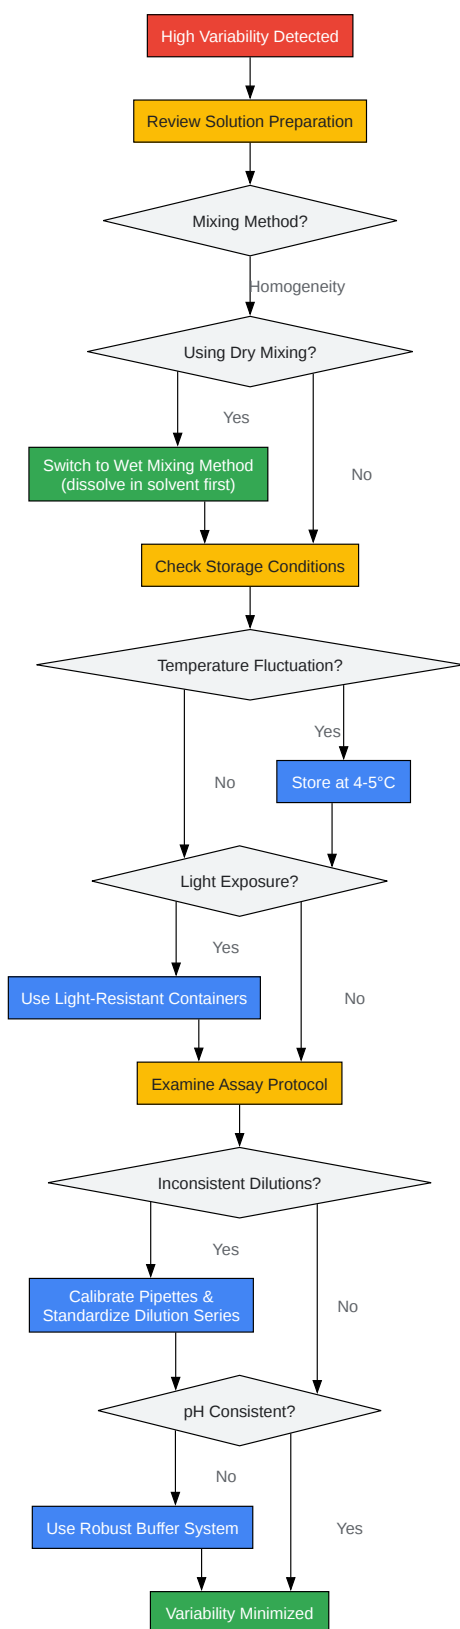 High Variability Detected
Review Solution Preparation
Mixing Method?
Homogeneity
Using Dry Mixing?
Yes
Switch to Wet Mixing Method
(dissolve in solvent first)
No
Check Storage Conditions
Temperature Fluctuation?
Yes
No
Store at 4-5°C
Light Exposure?
Yes
Use Light-Resistant Containers
No
Examine Assay Protocol
Inconsistent Dilutions?
Yes
Calibrate Pipettes &
Standardize Dilution Series
No
pH Consistent?
No
Use Robust Buffer System
Yes
Variability Minimized